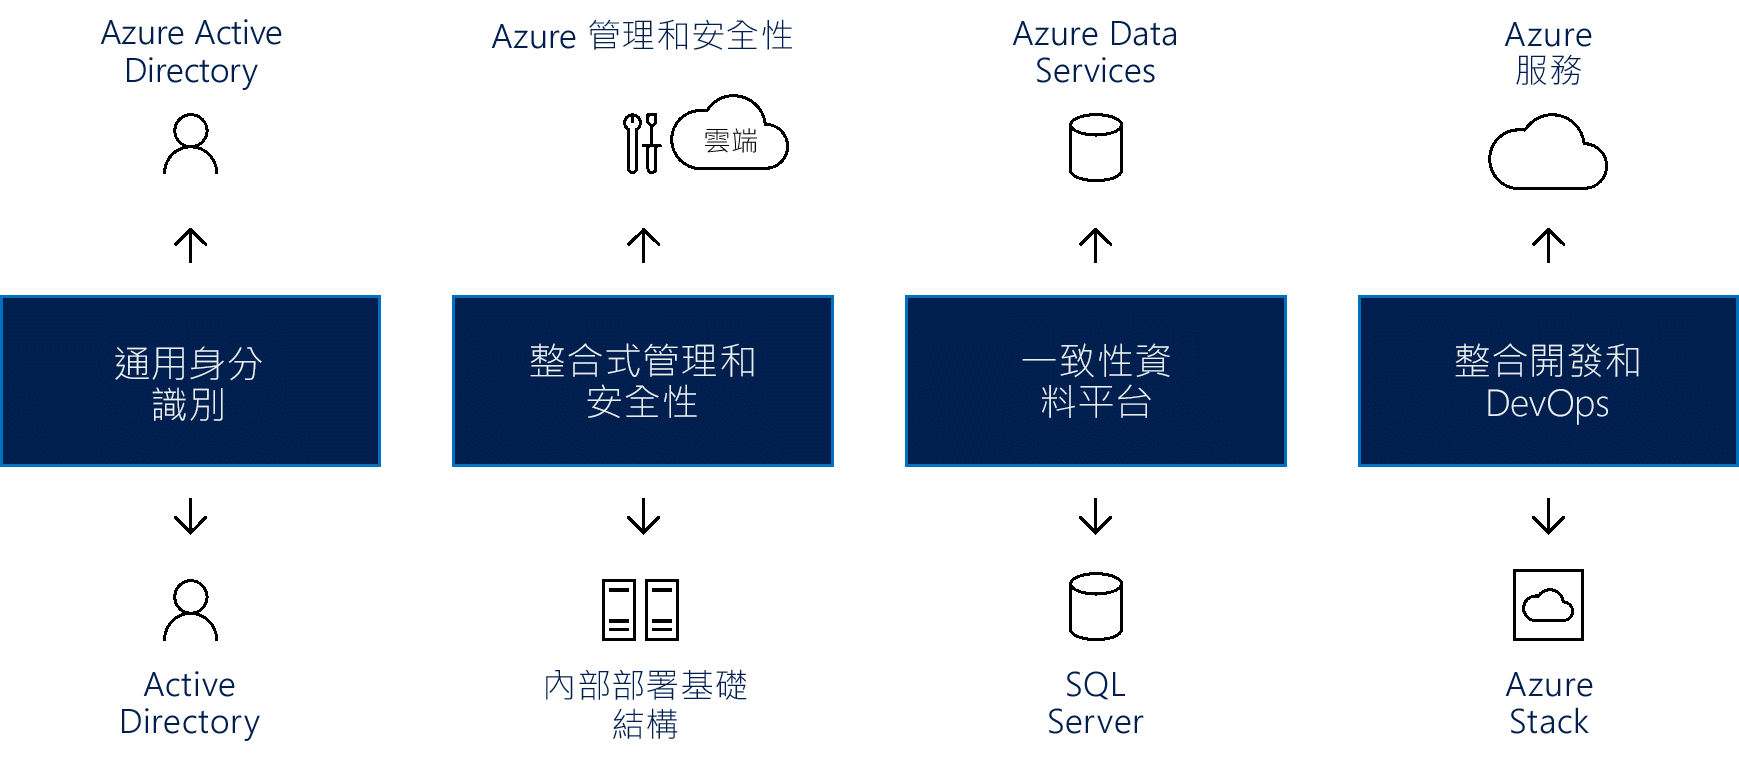 Azure Active
Directory
Azure 管理和安全性
雲端
Azure Data
Services
Azure
服務
通用身分
識別
整合式管理和
安全性
一致性資
料平台
整合開發和
DevOps
Active
Directory
內部部署基礎
結構
SQL
Server
Azure
Stack